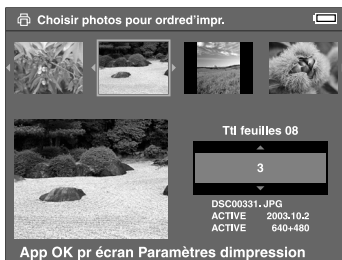 Choisir photos pour ordred'impr.
Ttl feuilles 08
3
DSC00331.JPG
ACTIVE 2003.10.2
ACTIVE 640+480
App OK pr écran Paramètres dimpression